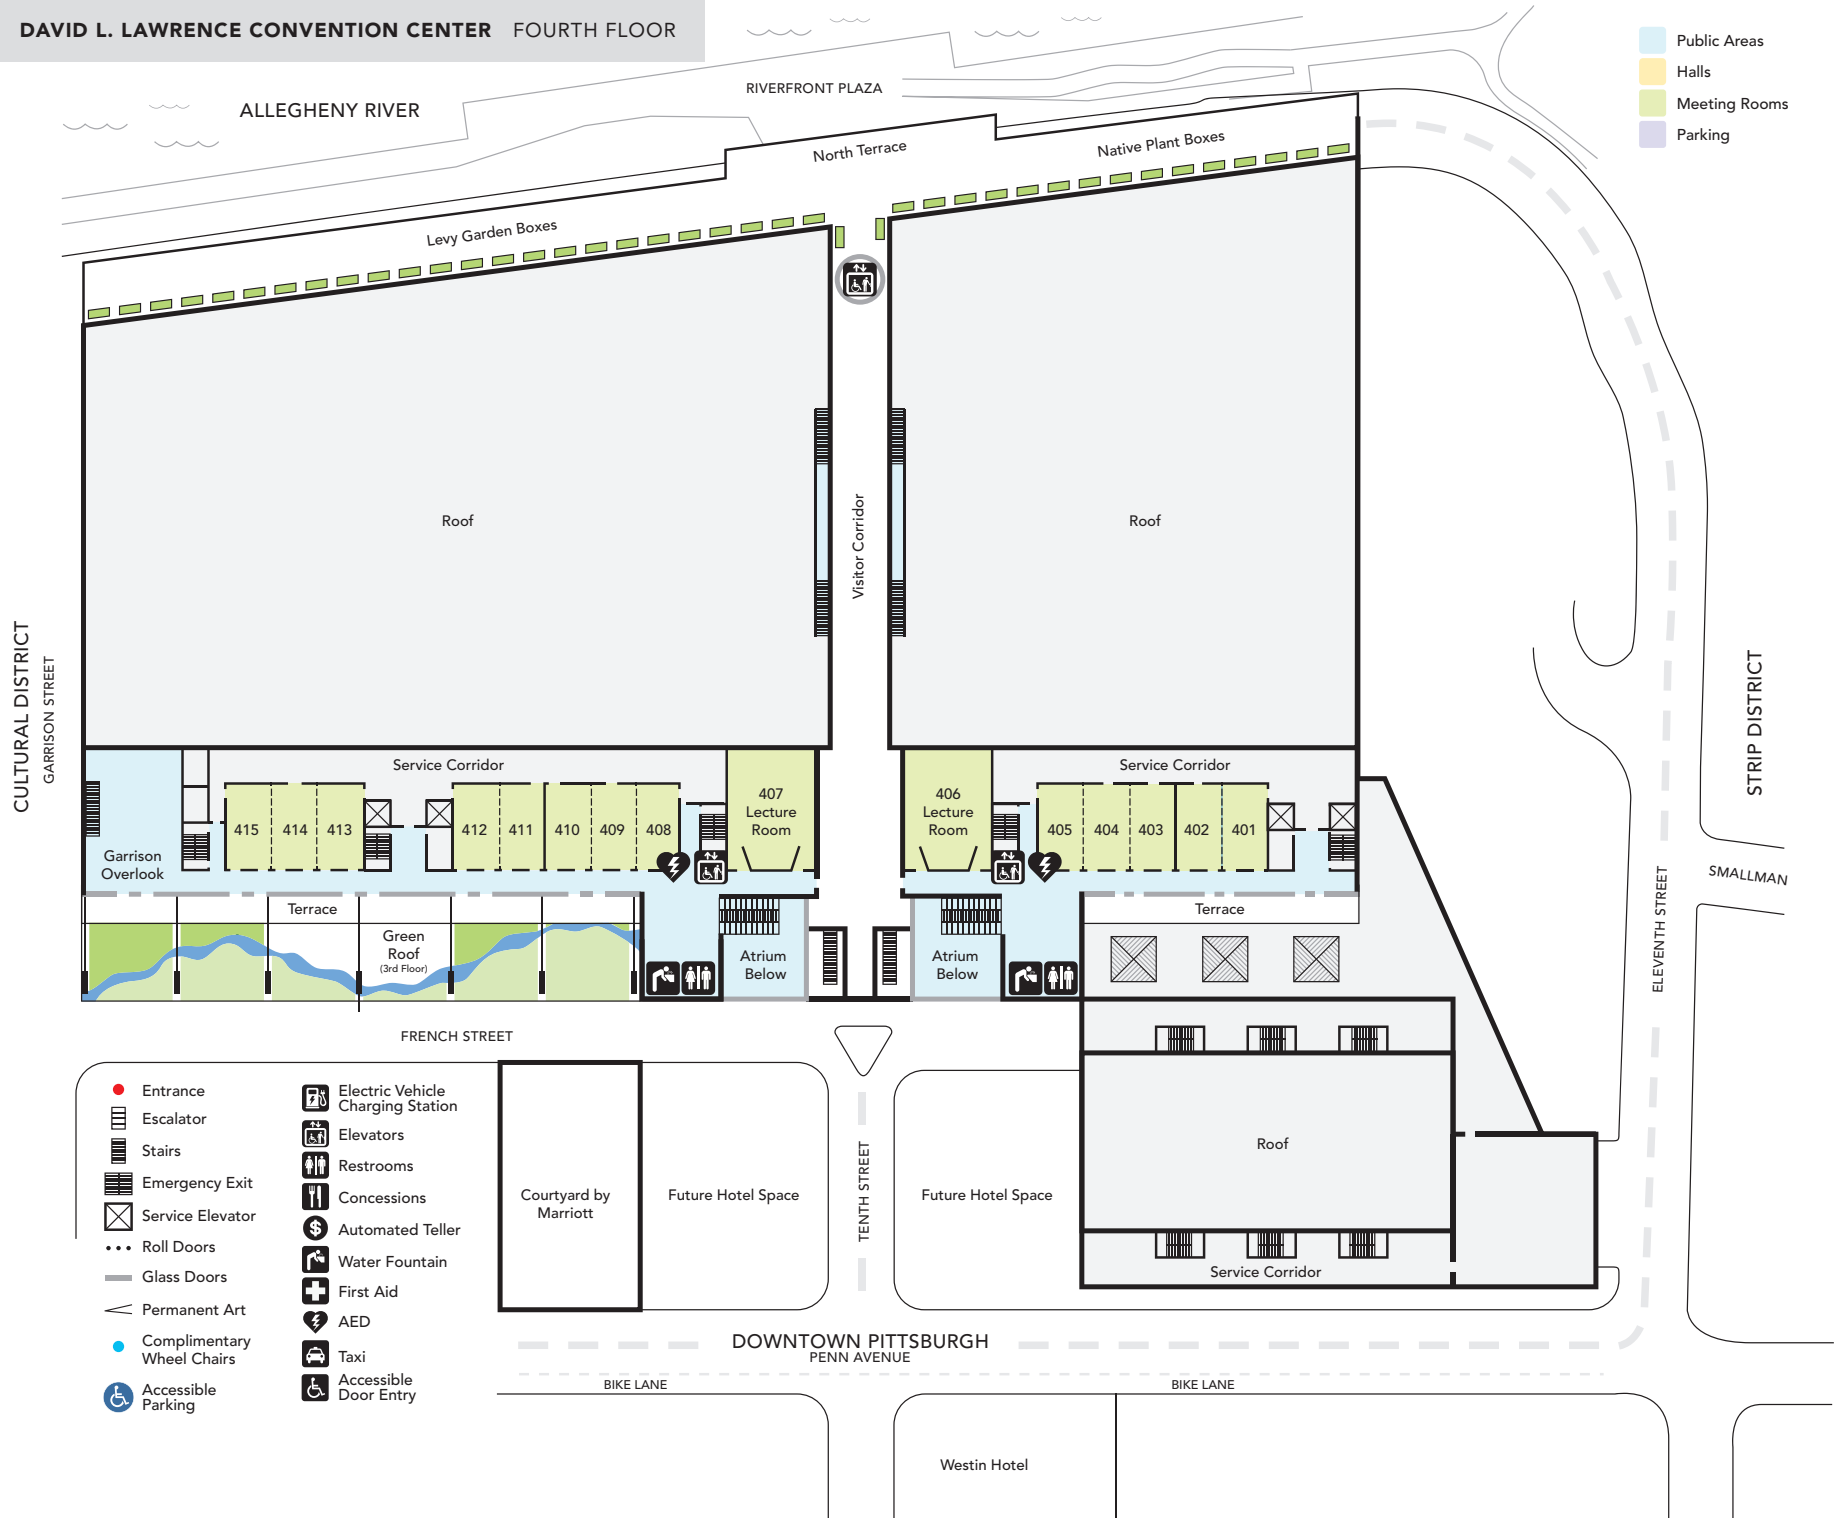 DAVID L. LAWRENCE CONVENTION CENTER FOURTH FLOOR
Public Areas
Halls
Meeting Rooms
Parking
ALLEGHENY RIVER
RIVERFRONT PLAZA
North Terrace
Native Plant Boxes
Levy Garden Boxes
Roof
Visitor Corridor
Roof
CULTURAL DISTRICT
GARRISON STREET
STRIP DISTRICT
Service Corridor
Service Corridor
415
414
413
412
411
410
409
408
407
Lecture
Room
406
Lecture
Room
405
404
403
402
401
Garrison
Overlook
Terrace
Terrace
Green
Roof
(3rd Floor)
Atrium
Below
Atrium
Below
SMALLMAN
ELEVENTH STREET
FRENCH STREET
Entrance
Escalator
Stairs
Emergency Exit
Service Elevator
Roll Doors
Glass Doors
Permanent Art
Complimentary
Wheel Chairs
Accessible
Parking
Electric Vehicle
Charging Station
Elevators
Restrooms
Concessions
Automated Teller
Water Fountain
First Aid
AED
Taxi
Accessible
Door Entry
Courtyard by
Marriott
Future Hotel Space
TENTH STREET
Future Hotel Space
Roof
Service Corridor
DOWNTOWN PITTSBURGH
PENN AVENUE
BIKE LANE
BIKE LANE
Westin Hotel